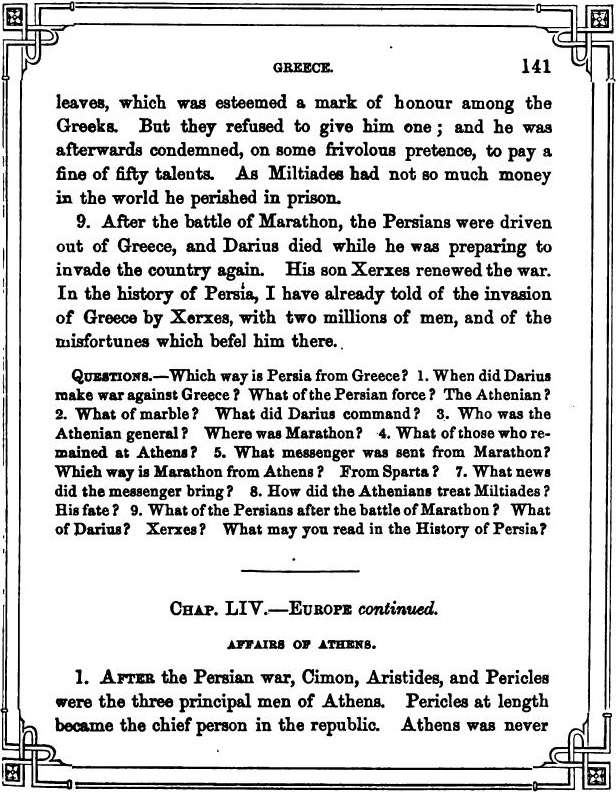 GREECE. 141
leaves, which was esteemed a mark of honour among the
Greeks. But they refused to give him one; and he was
afterwards condemned, on some frivolous pretence, to pay a
fine of fifty talents. As Miltiades had not so much money
in the world he perished in prison.
9. After the battle of Marathon, the Persians were driven
out of Greece, and Darius died while he was preparing to
invade the country again. His son Xerxes renewed the war.
In the history of Persia, I have already told of the invasion
of Greece by Xerxes, with two millions of men, and of the
misfortunes which befel him there.
QUESTIONS.—Which way is Persia from Greece? 1. When did Darius
make war against Greece? What of the Persian force? The Athenian?
2. What of marble? What did Darius command? 3. Who was the
Athenian general? Where was Marathon? 4. What of those who re-
mained at Athens? 5. What messenger was sent from Marathon?
Which way is Marathon from Athens? From Sparta? 7. What news
did the messenger bring? 8. How did the Athenians treat Miltiades?
His fate? 9. What of the Persians after the battle of Marathon? What
of Darius? Xerxes? What may you read in the History of Persia?
CHAP. LIV.—EUROPE continued.
AFFAIRS OF ATHENS.
1. AFTER the Persian war, Cimon, Aristides, and Pericles
were the three principal men of Athens. Pericles at length
became the chief person in the republic. Athens was never